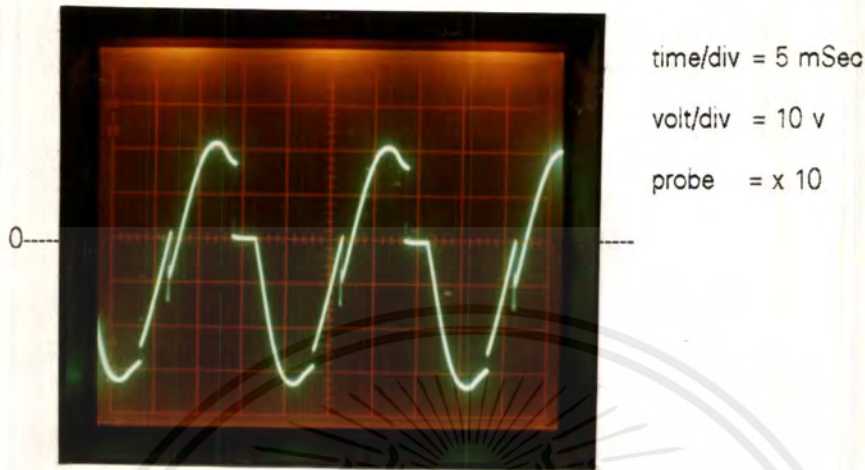 time/div = 5 mSec
volt/div = 10 v
probe = x 10
0